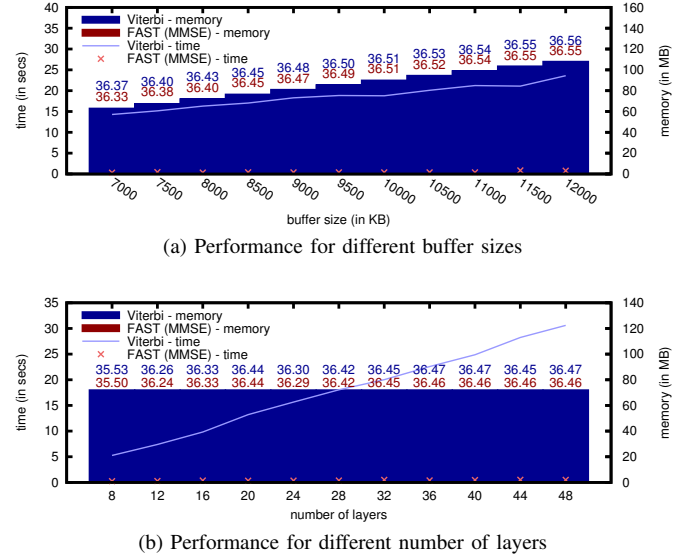 40
35
30
25
20
15
10
5
0
time (in secs)
Viterbi - memory
FAST (MMSE) - memory
Viterbi - time
FAST (MMSE) - time
36.37 36.40 36.43 36.45 36.48 36.50 36.51 36.53 36.54 36.55 36.56
36.33 36.38 36.40 36.45 36.47 36.49 36.51 36.52 36.54 36.55 36.55
160
140
120
100
80
60
40
20
0
memory (in MB)
7000 7500 8000 8500 9000 9500 10000 10500 11000 11500 12000
buffer size (in KB)
(a) Performance for different buffer sizes
35
30
25
20
15
10
5
0
time (in secs)
Viterbi - memory
FAST (MMSE) - memory
Viterbi - time
FAST (MMSE) - time
35.53 36.26 36.33 36.44 36.30 36.42 36.45 36.47 36.47 36.45 36.47
35.50 36.24 36.33 36.44 36.29 36.42 36.45 36.46 36.46 36.46 36.46
140
120
100
80
60
40
20
0
memory (in MB)
8 12 16 20 24 28 32 36 40 44 48
number of layers
(b) Performance for different number of layers